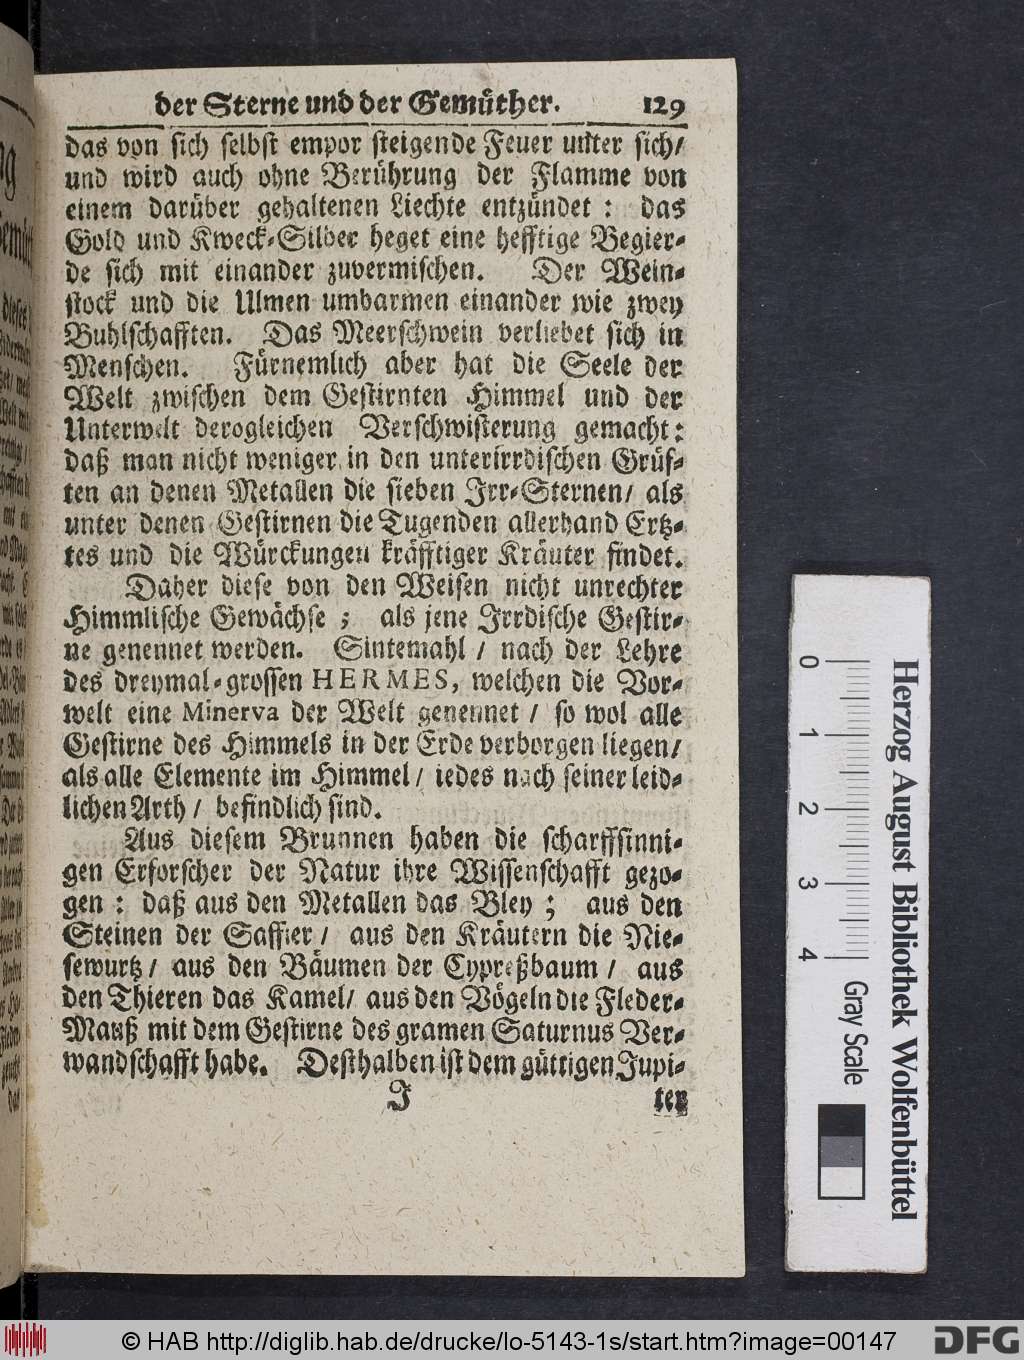 der Sterne und der Gemüther. 129
das von sich selbst empor steigende Feuer unter sich/
und wird auch ohne Berührung der Flamme von
einem darüber gehaltenen Liechte entzündet: das
Gold und Kweck-Silber heget eine hefftige Begier-
de sich mit einander zuvermischen. Der Wein-
stock und die Ulmen umbarmen einander wie zwey
Buhlschafften. Das Meerschwein verliebet sich in
Menschen. Fürnemlich aber hat die Seele der
Welt zwischen dem Gestirnten Himmel und der
Unterwelt derogleichen Verschwisterung gemacht:
daß man nicht weniger in den unterirrdischen Grüf-
ten an denen Metallen die sieben Irr-Sternen/ als
unter denen Gestirnen die Tugenden allerhand Ertz-
tes und die Würckungen kräfftiger Kräuter findet.
Daher diese von den Weisen nicht unrechter
Himmlische Gewächse; als jene Irrdische Gestir-
ne genennet werden. Sintemahl/ nach der Lehre
des dreymal-grossen HERMES, welchen die Vor-
welt eine Minerva der Welt genennet/ so wol alle
Gestirne des Himmels in der Erde verborgen liegen/
als alle Elemente im Himmel/ iedes nach seiner leid-
lichen Arth/ befindlich sind.
Aus diesem Brunnen haben die scharffsinni-
gen Erforscher der Natur ihre Wissenschafft gezo-
gen: daß aus den Metallen das Bley; aus den
Steinen der Saffier/ aus den Kräutern die Nie-
sewurtz/ aus den Bäumen der Cypreßbaum/ aus
den Thieren das Kamel/ aus den Vögeln die Fleder-
Mauß mit dem Gestirne des gramen Saturnus Ver-
wandschafft habe. Desthalben ist dem güttigen Jupi-
J ter
0 1 2 3 4
Gray Scale
Herzog August Bibliothek Wolfenbüttel
© HAB http://diglib.hab.de/drucke/lo-5143-1s/start.htm?image=00147
DFG